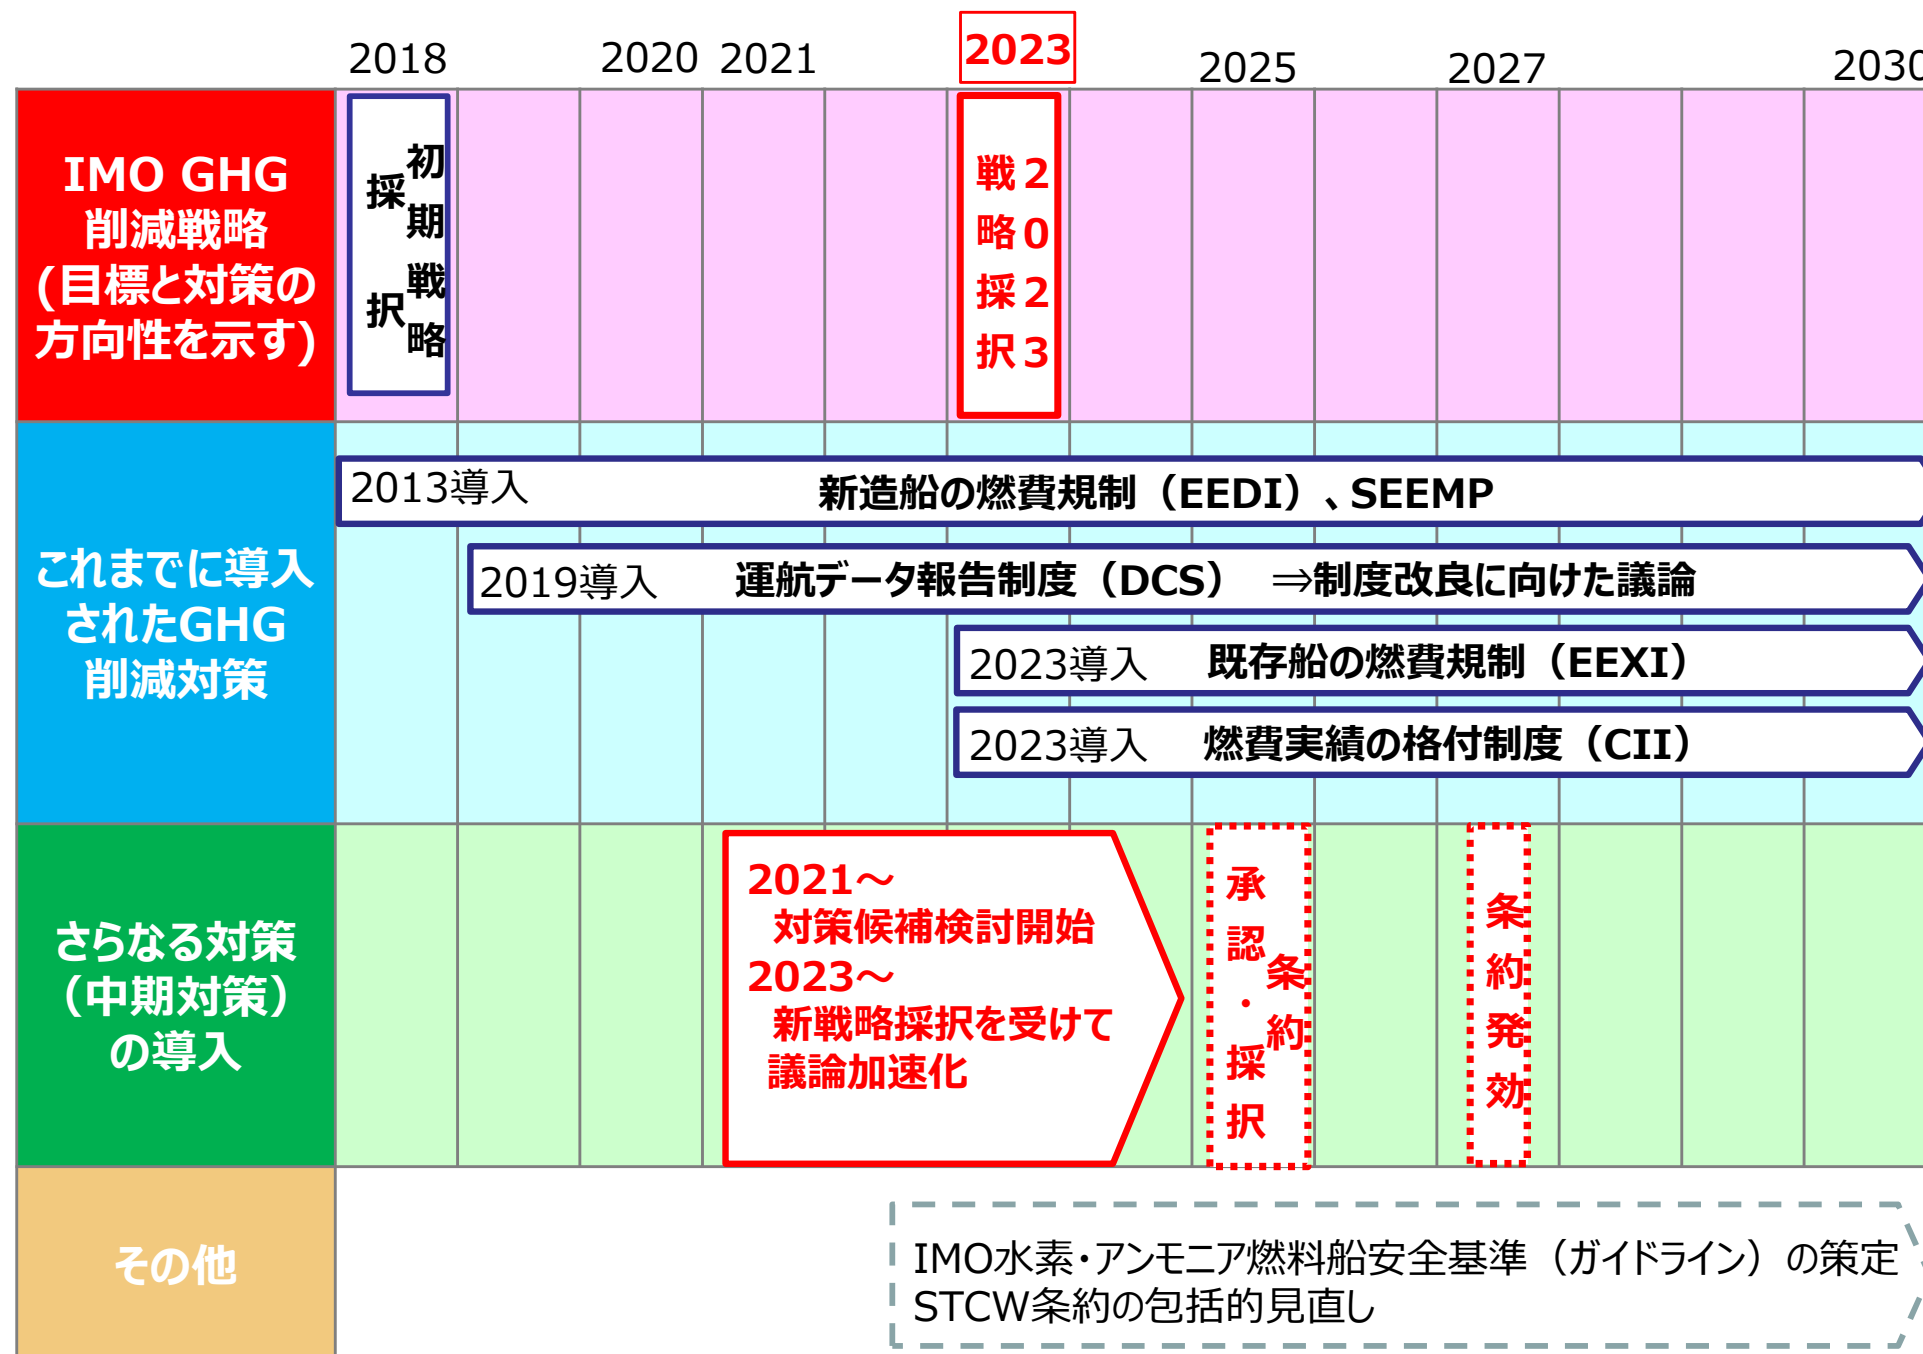 2018 2020 2021 2023 2025 2027 2030
IMO GHG
削減戦略
(目標と対策の
方向性を示す)
初期戦略
採択
2023
戦略採択
これまでに導入
されたGHG
削減対策
2013導入 新造船の燃費規制（EEDI）、SEEMP
2019導入 運航データ報告制度（DCS） ⇒制度改良に向けた議論
2023導入 既存船の燃費規制（EEXI）
2023導入 燃費実績の格付制度（CII）
さらなる対策
（中期対策）
の導入
2021～
対策候補検討開始
2023～
新戦略採択を受けて
議論加速化
条約
承認・採択
条約発効
その他
IMO水素・アンモニア燃料船安全基準（ガイドライン）の策定
STCW条約の包括的見直し